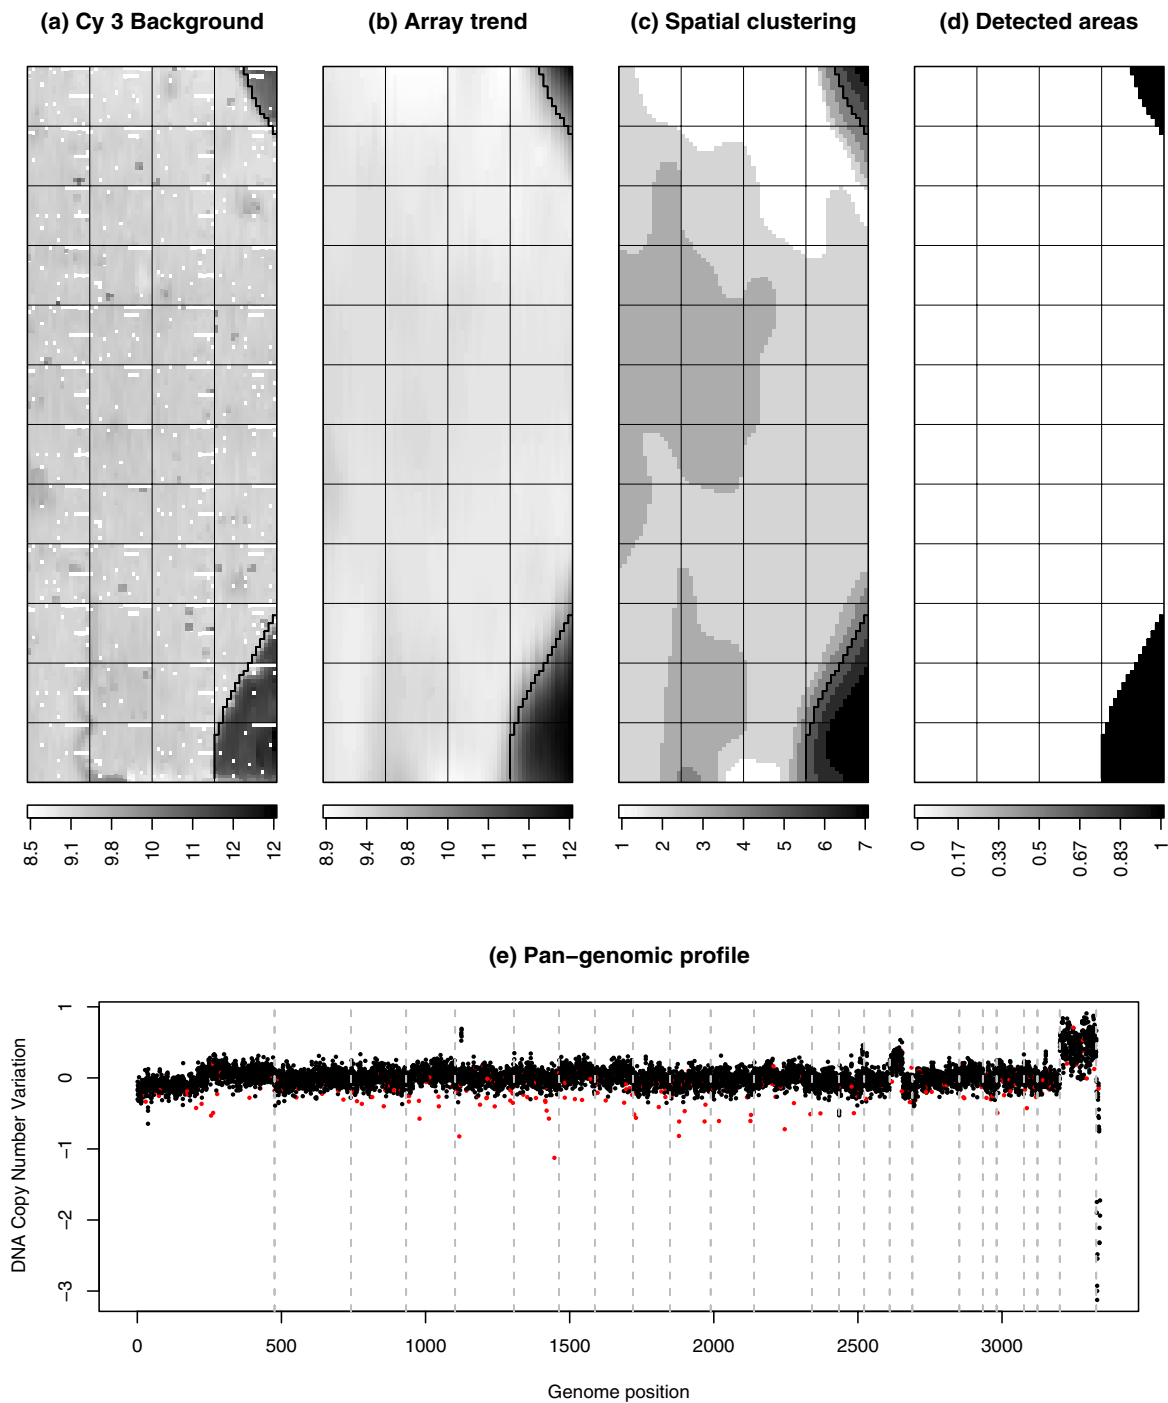 (a) Cy 3 Background
(b) Array trend
(c) Spatial clustering
(d) Detected areas
8.5 9.1 9.8 10 11 12 12
8.9 9.4 9.8 10 11 11 12
1 2 3 4 5 6 7
0 0.17 0.33 0.5 0.67 0.83 1
(e) Pan−genomic profile
DNA Copy Number Variation
1
0
−1
−2
−3
0 500 1000 1500 2000 2500 3000
Genome position